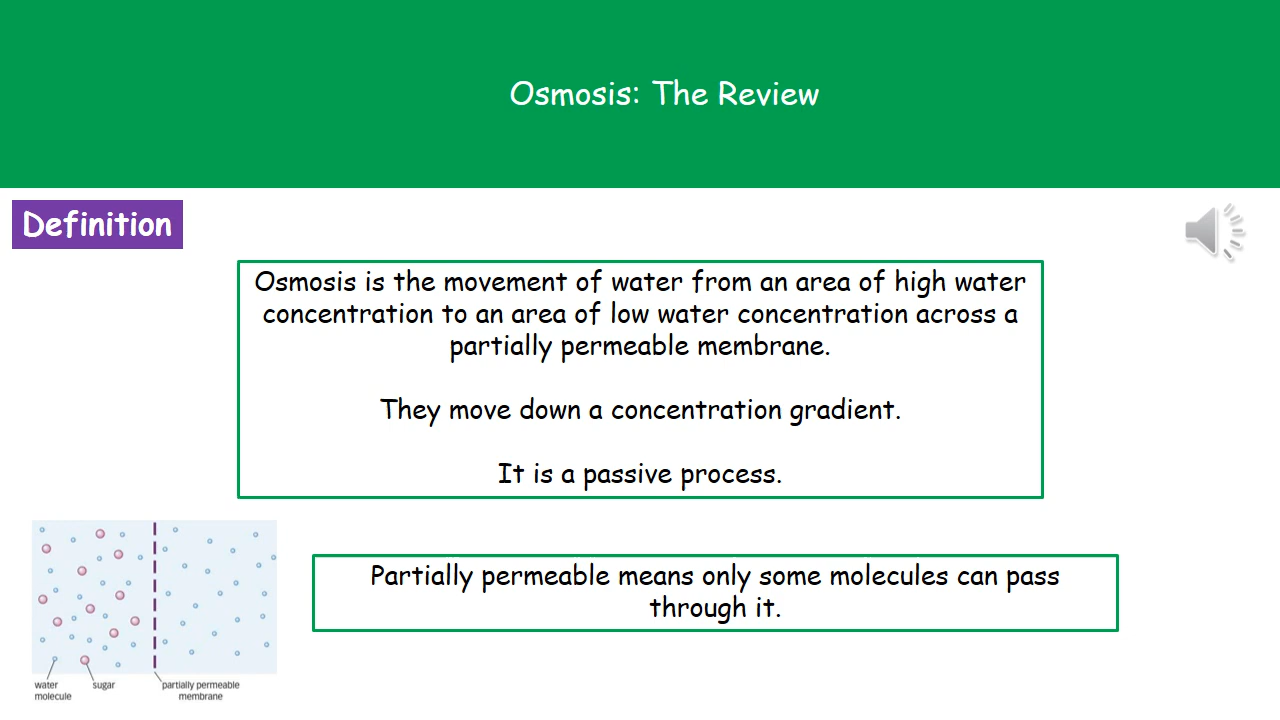 Osmosis: The Review
Definition
Osmosis is the movement of water from an area of high water
concentration to an area of low water concentration across a
partially permeable membrane.
They move down a concentration gradient.
It is a passive process.
Partially permeable means only some molecules can pass
through it.
water
molecule
sugar
partially permeable
membrane